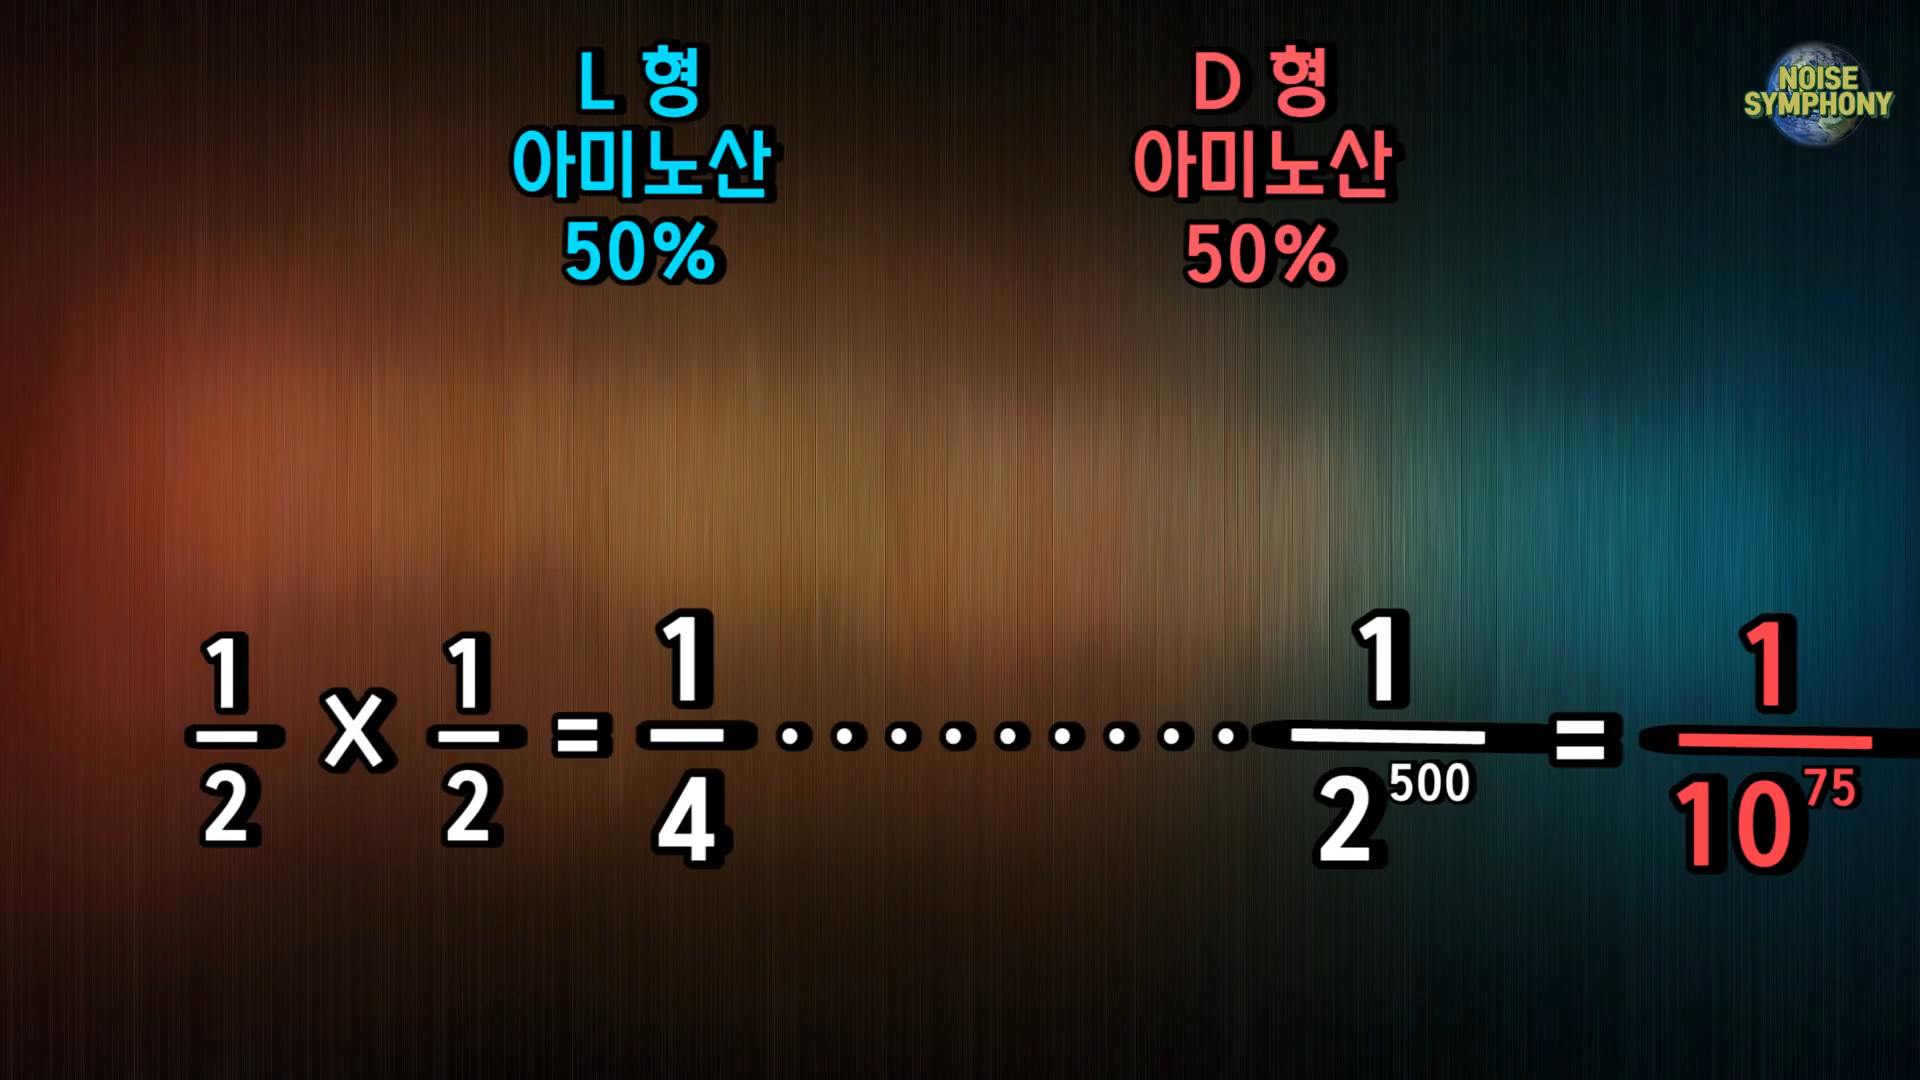 L 형
아미노산
50%
D 형
아미노산
50%
NOISE
SYMPHONY
1/2 X 1/2 = 1/4 ········· 1/2^500 = 1/10^75